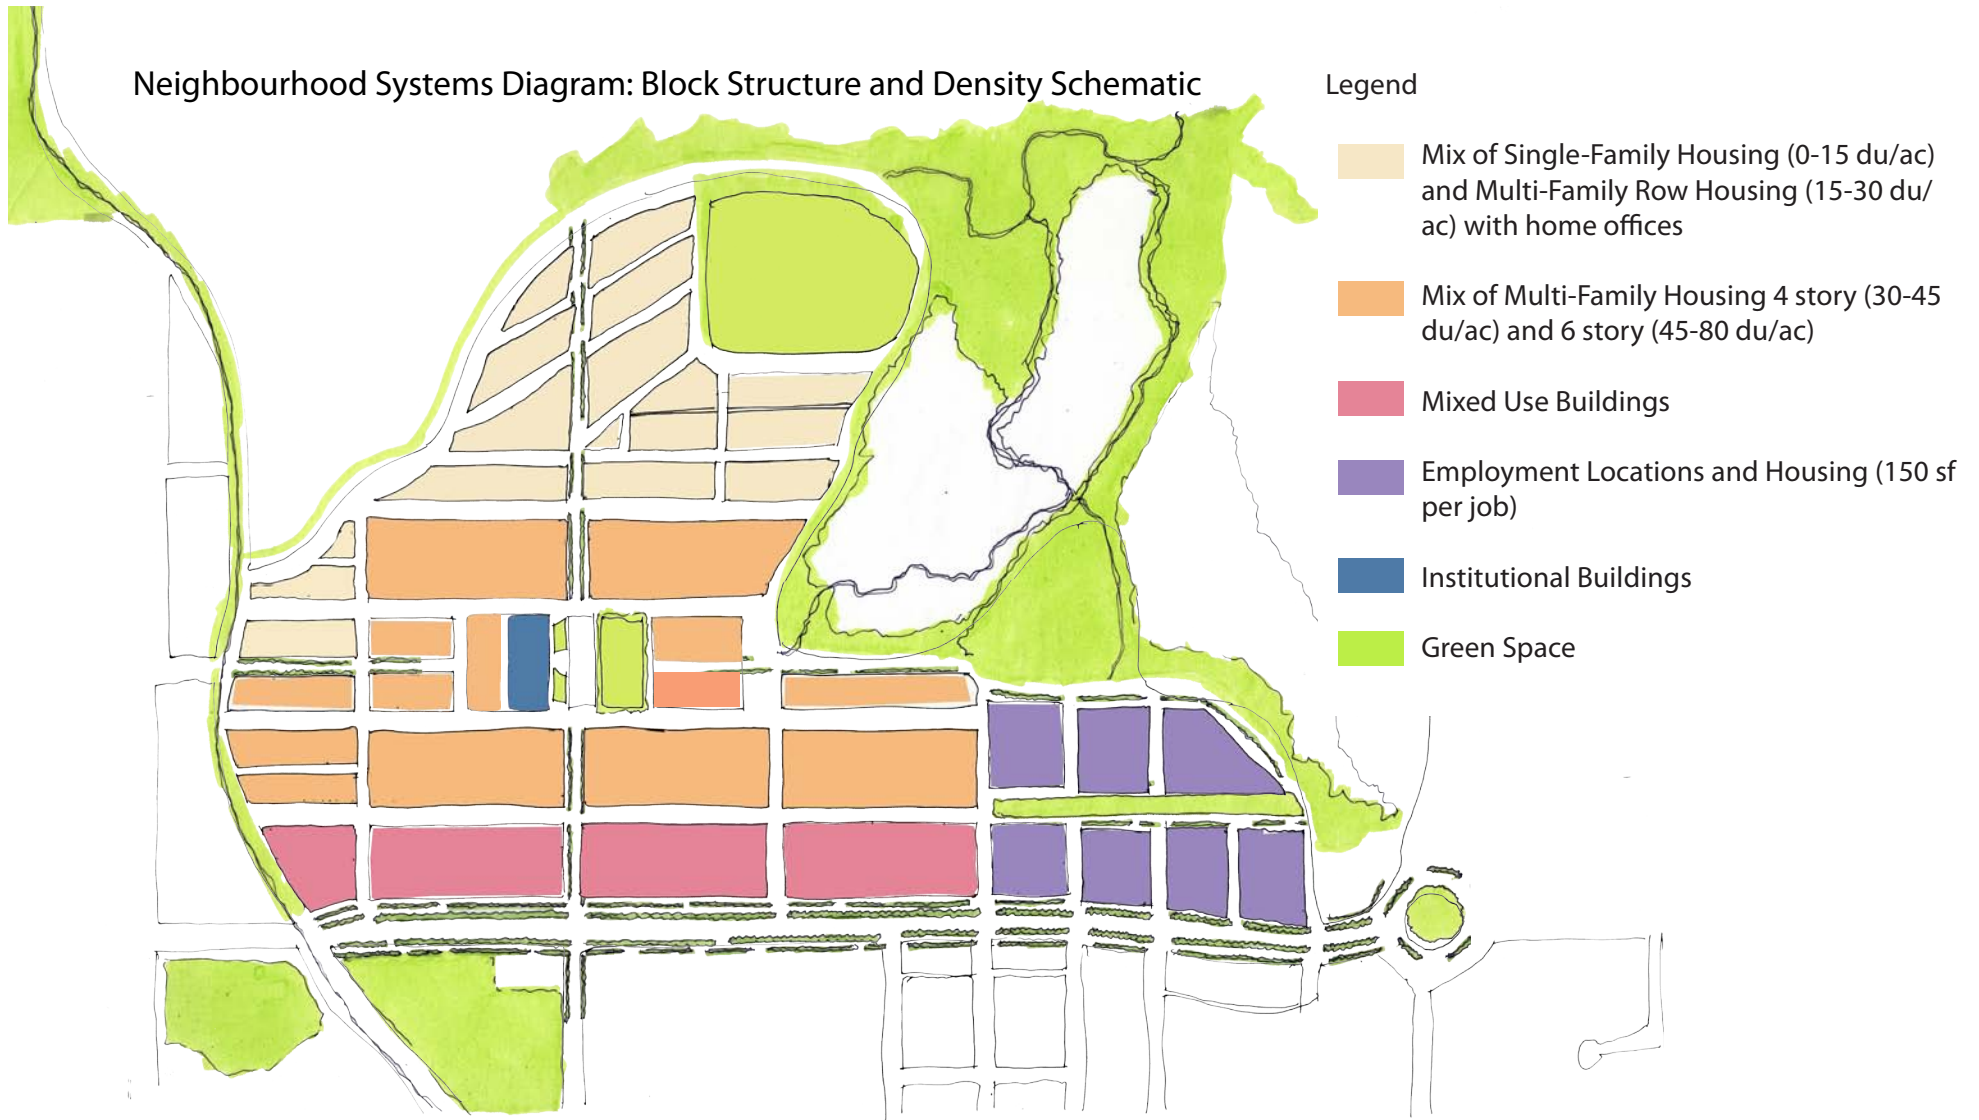 Neighbourhood Systems Diagram: Block Structure and Density Schematic
Legend
Mix of Single-Family Housing (0-15 du/ac)
and Multi-Family Row Housing (15-30 du/
ac) with home offices
Mix of Multi-Family Housing 4 story (30-45
du/ac) and 6 story (45-80 du/ac)
Mixed Use Buildings
Employment Locations and Housing (150 sf
per job)
Institutional Buildings
Green Space